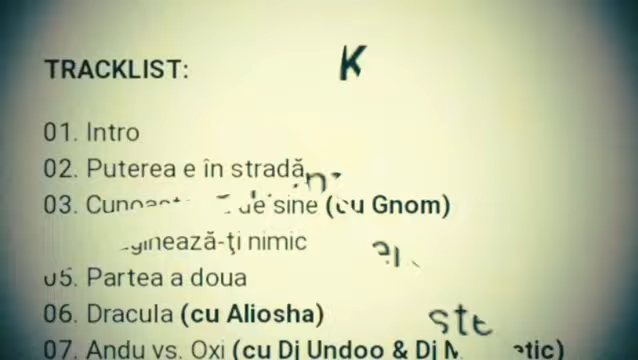 TRACKLIST:
K
01. Intro
02. Puterea e în stradă
03. sine (cu Gnom)
nimic
05. Partea a doua
06. Dracula (cu Aliosha)
07. Andu vs. Oxi (cu Dj Undoo & Dj